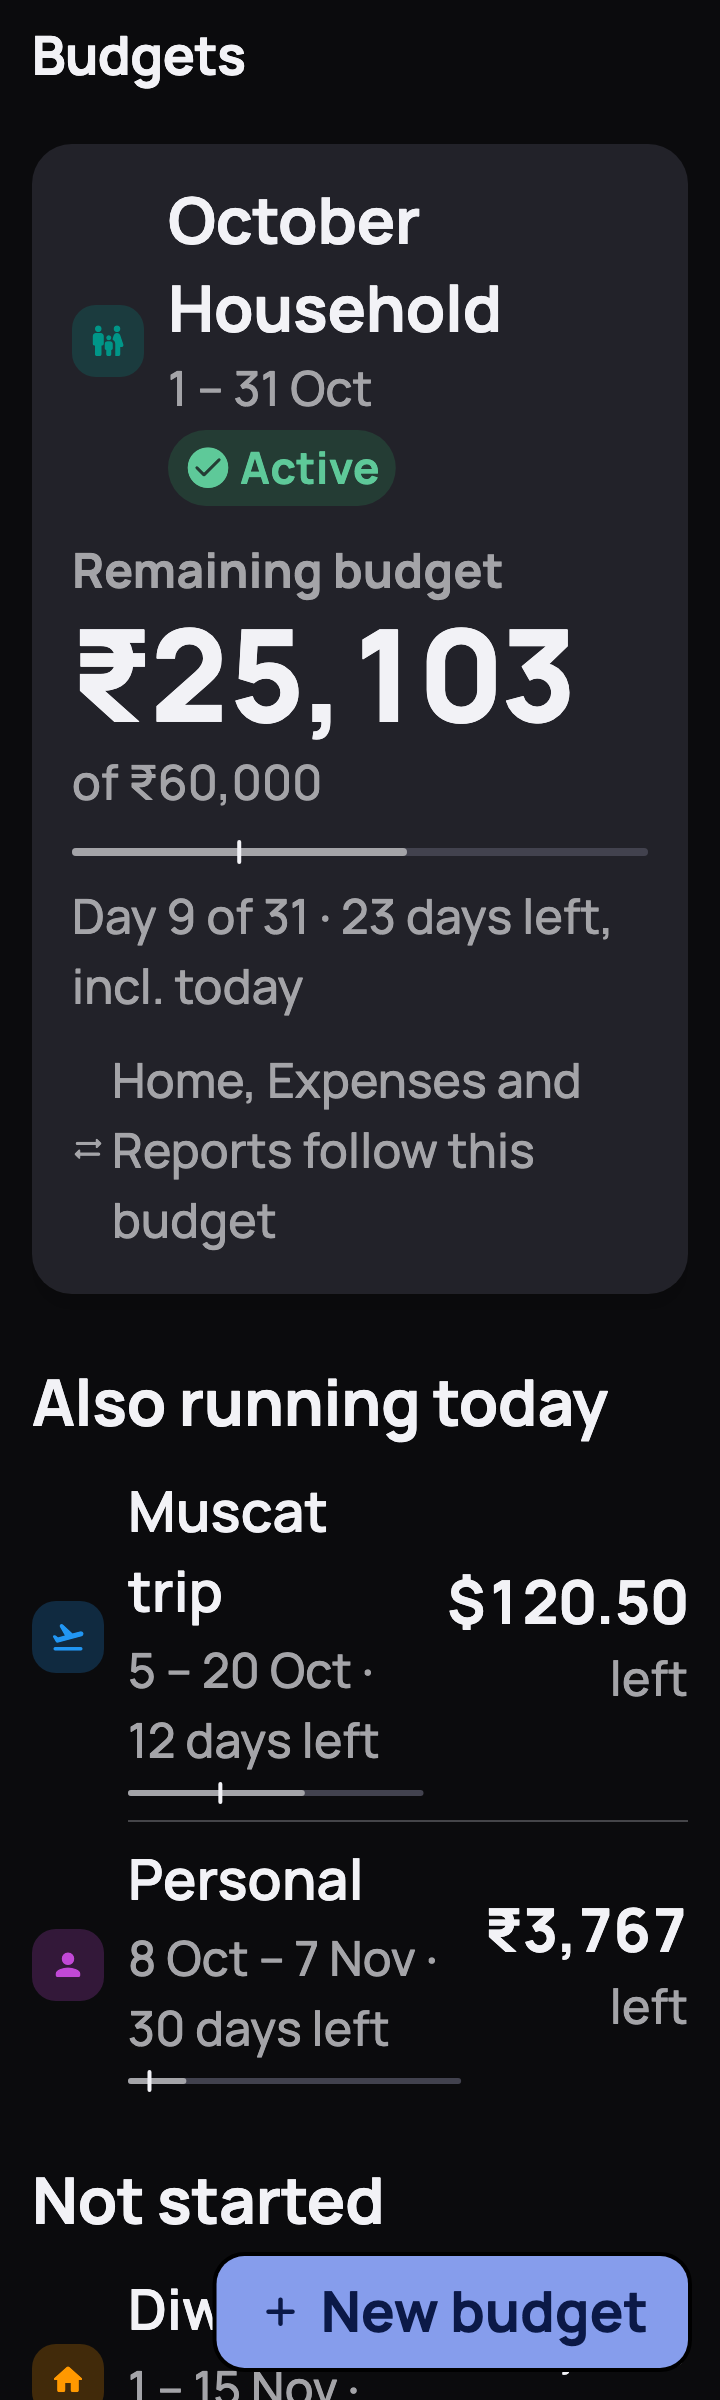 Budgets
October
Household
1 – 31 Oct
Active
Remaining budget
₹25,103
of ₹60,000
Day 9 of 31 · 23 days left,
incl. today
Home, Expenses and
Reports follow this
budget
Also running today
Muscat
trip
$120.50
left
5 – 20 Oct ·
12 days left
Personal
₹3,767
left
8 Oct – 7 Nov ·
30 days left
Not started
+ New budget
1 – 15 Nov ·